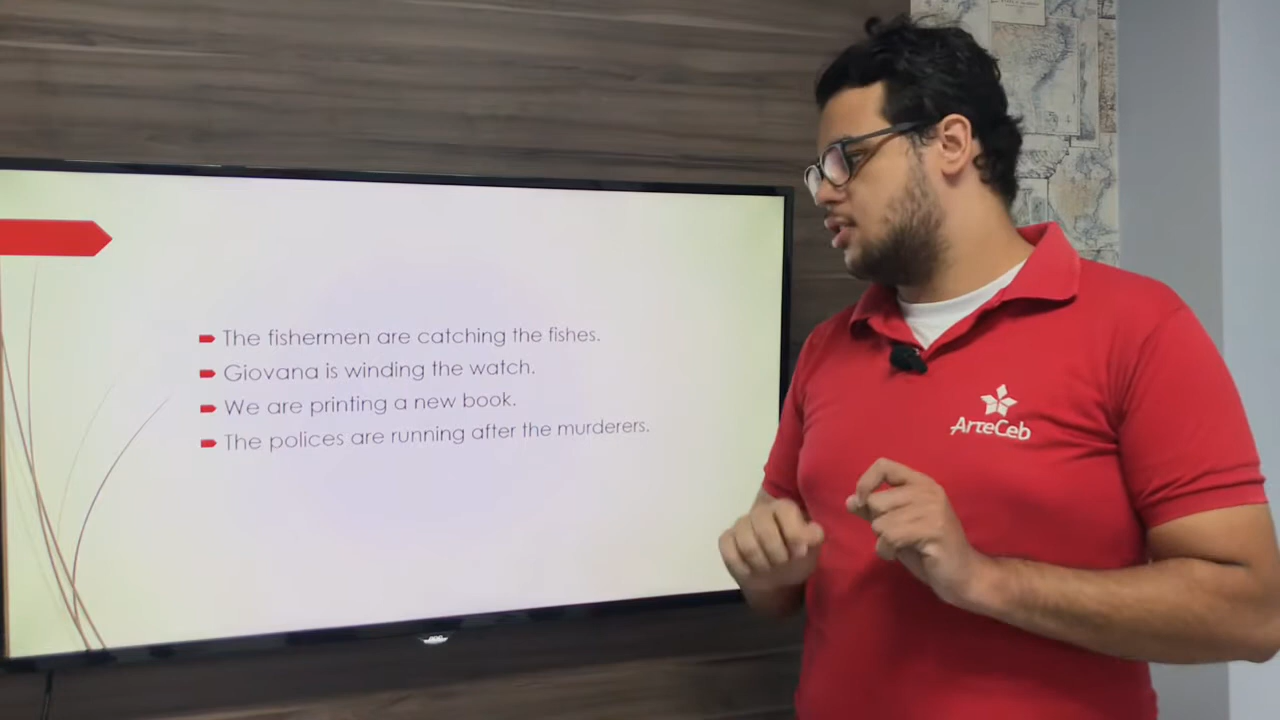 The fishermen are catching the fishes.
Giovana is winding the watch.
We are printing a new book.
The polices are running after the murderers.
ArteCeb